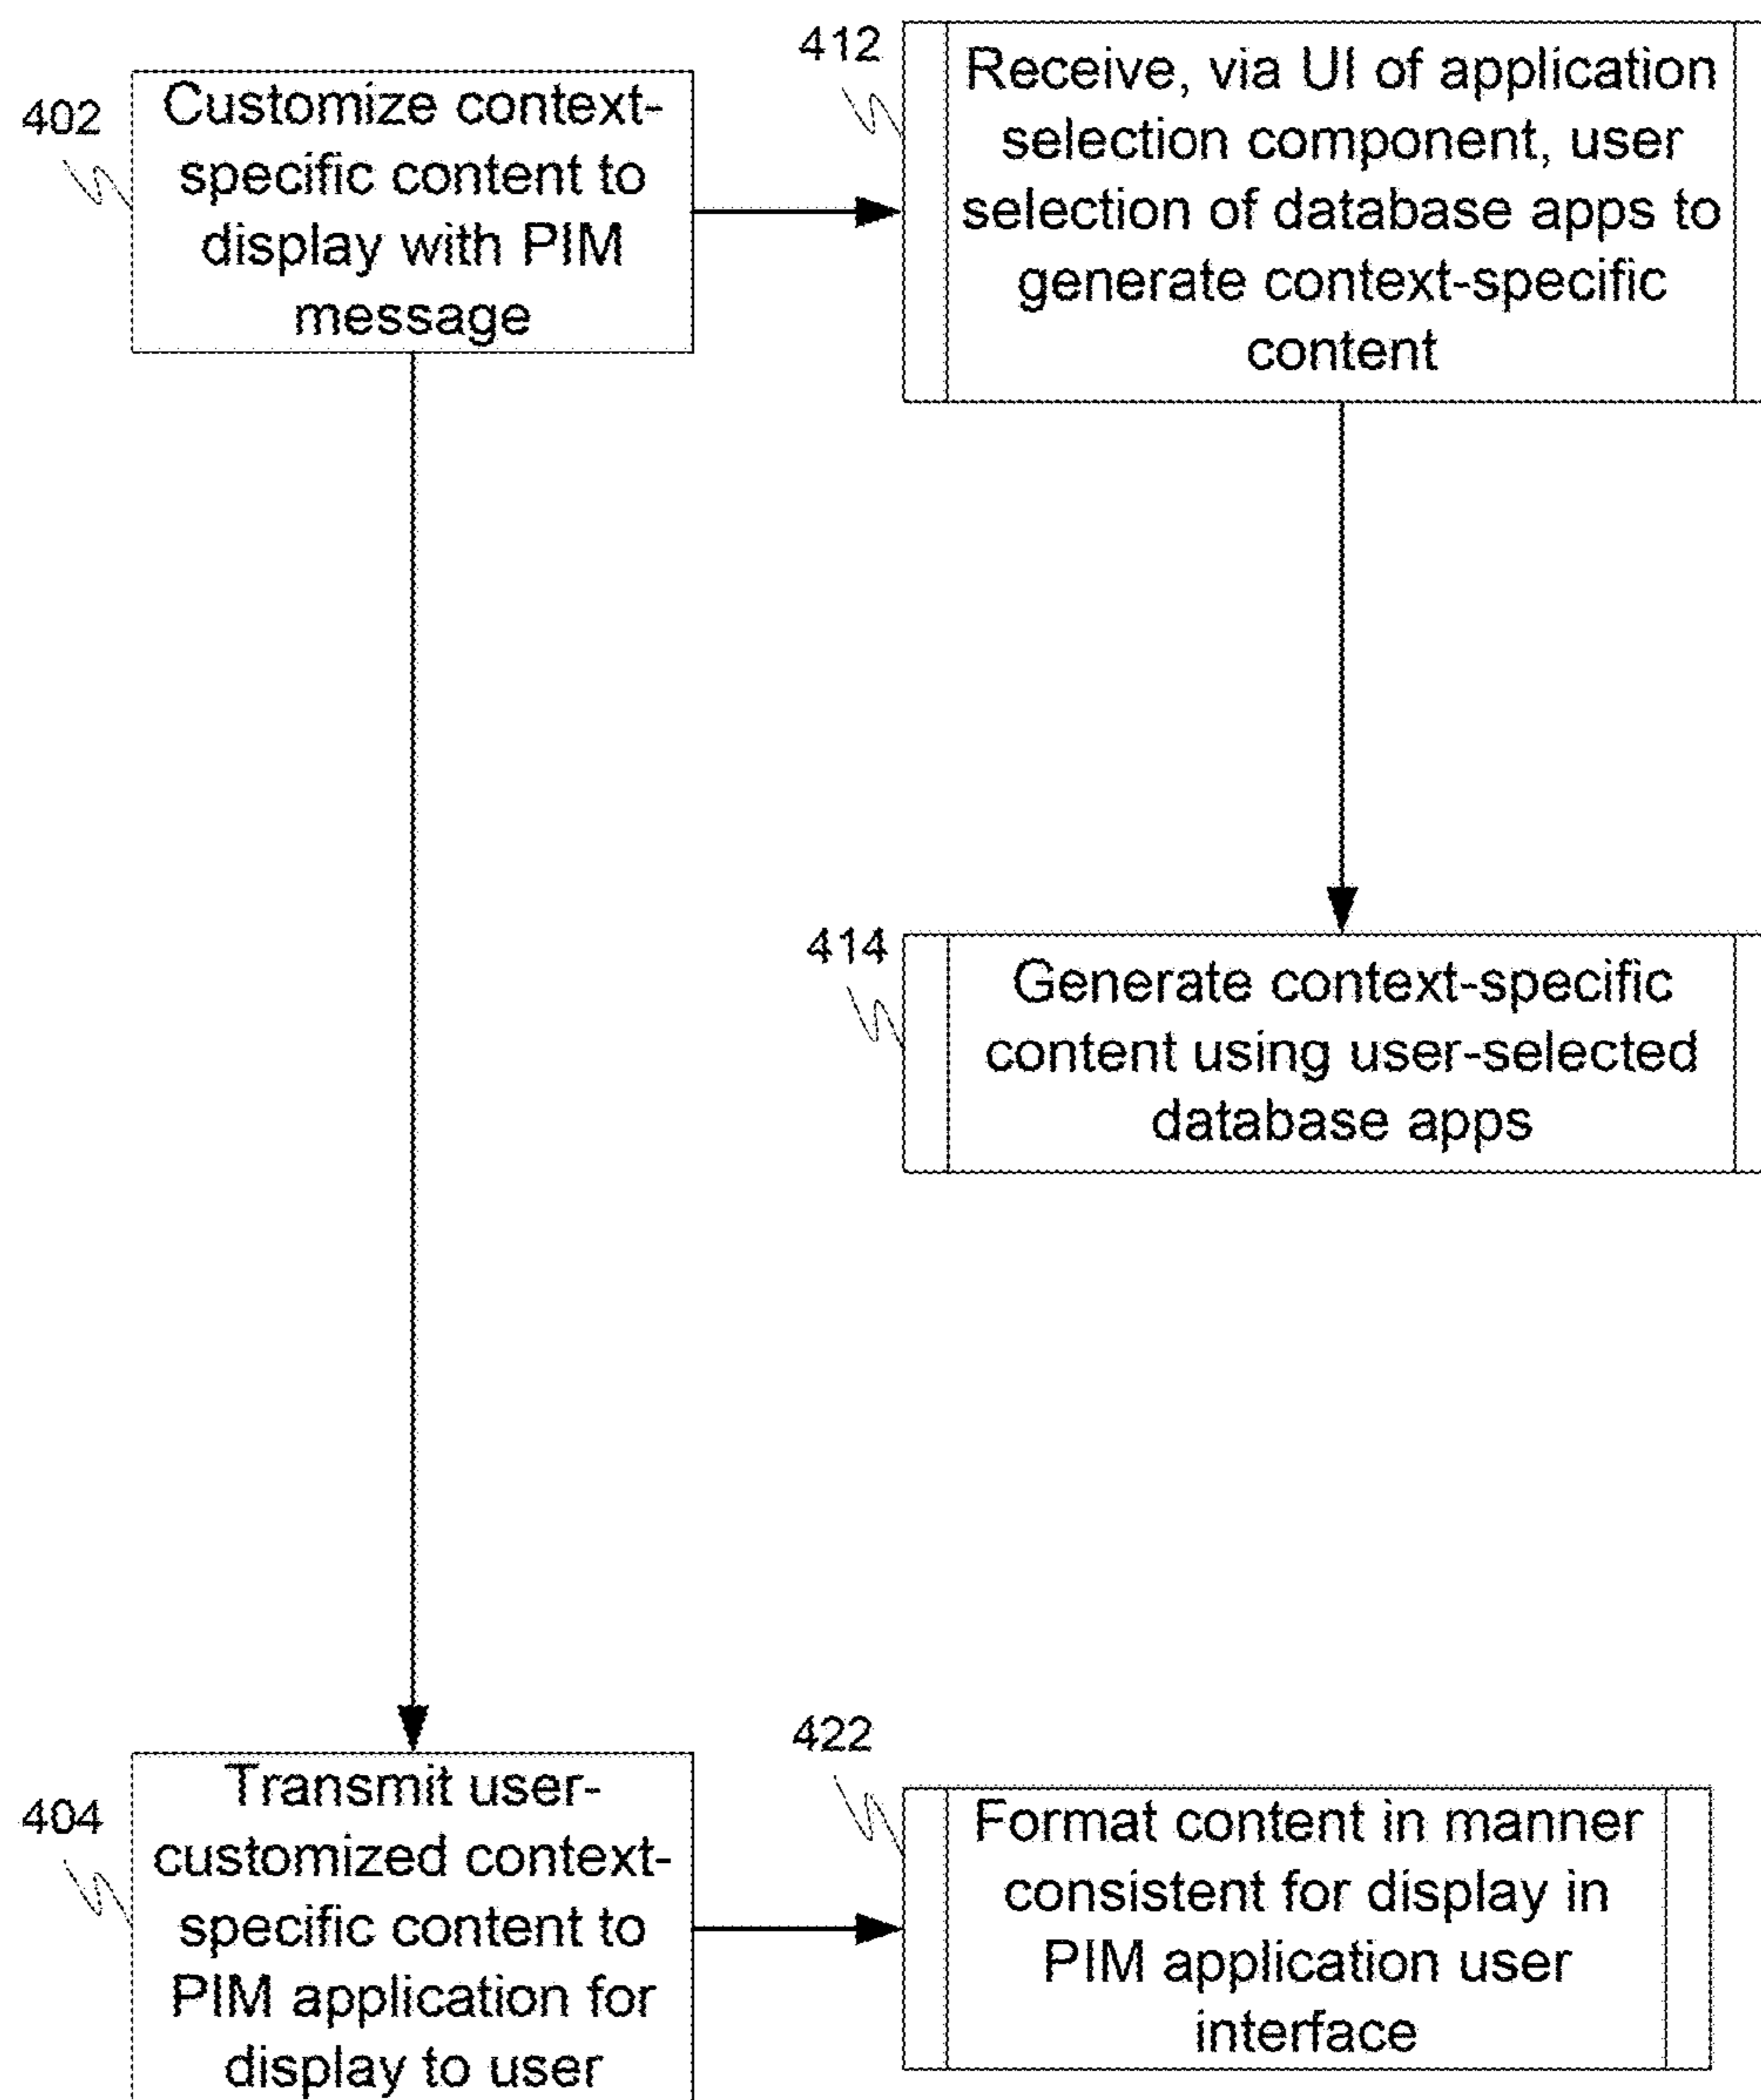 402
Customize context-
specific content to
display with PIM
message
412
Receive, via UI of application
selection component, user
selection of database apps to
generate context-specific
content
414
Generate context-specific
content using user-selected
database apps
404
Transmit user-
customized context-
specific content to
PIM application for
display to user
422
Format content in manner
consistent for display in
PIM application user
interface